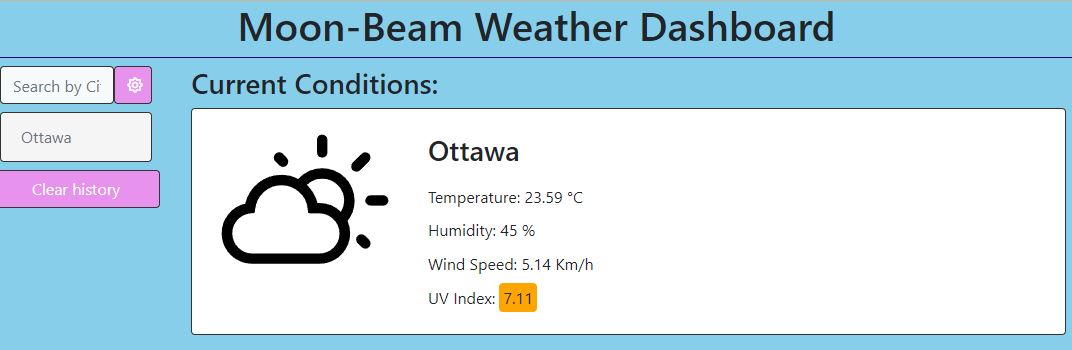 Moon-Beam Weather Dashboard
Search by Ci
Ottawa
Clear history
Current Conditions:
Ottawa
Temperature: 23.59 °C
Humidity: 45 %
Wind Speed: 5.14 Km/h
UV Index: 7.11